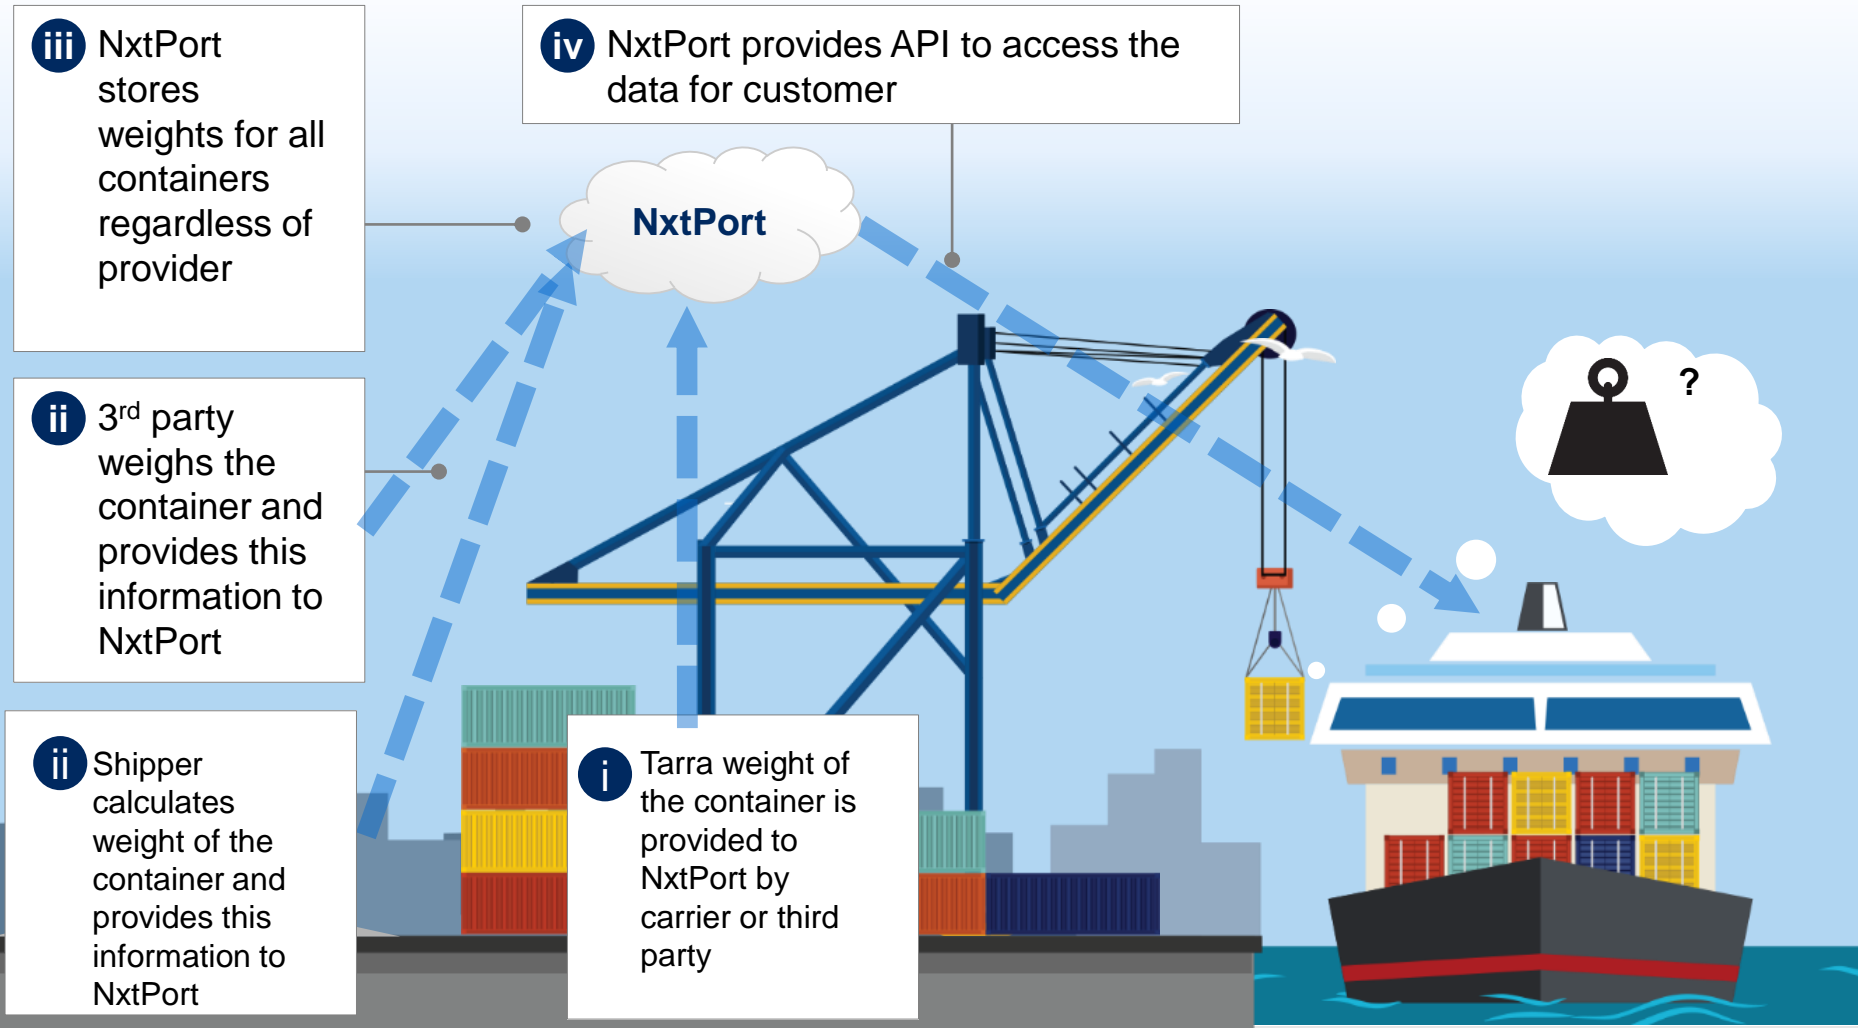 iii NxtPort
stores
weights for all
containers
regardless of
provider
iv NxtPort provides API to access the
data for customer
NxtPort
?
ii 3rd party
weighs the
container and
provides this
information to
NxtPort
ii Shipper
calculates
weight of the
container and
provides this
information to
NxtPort
i Tarra weight of
the container is
provided to
NxtPort by
carrier or third
party